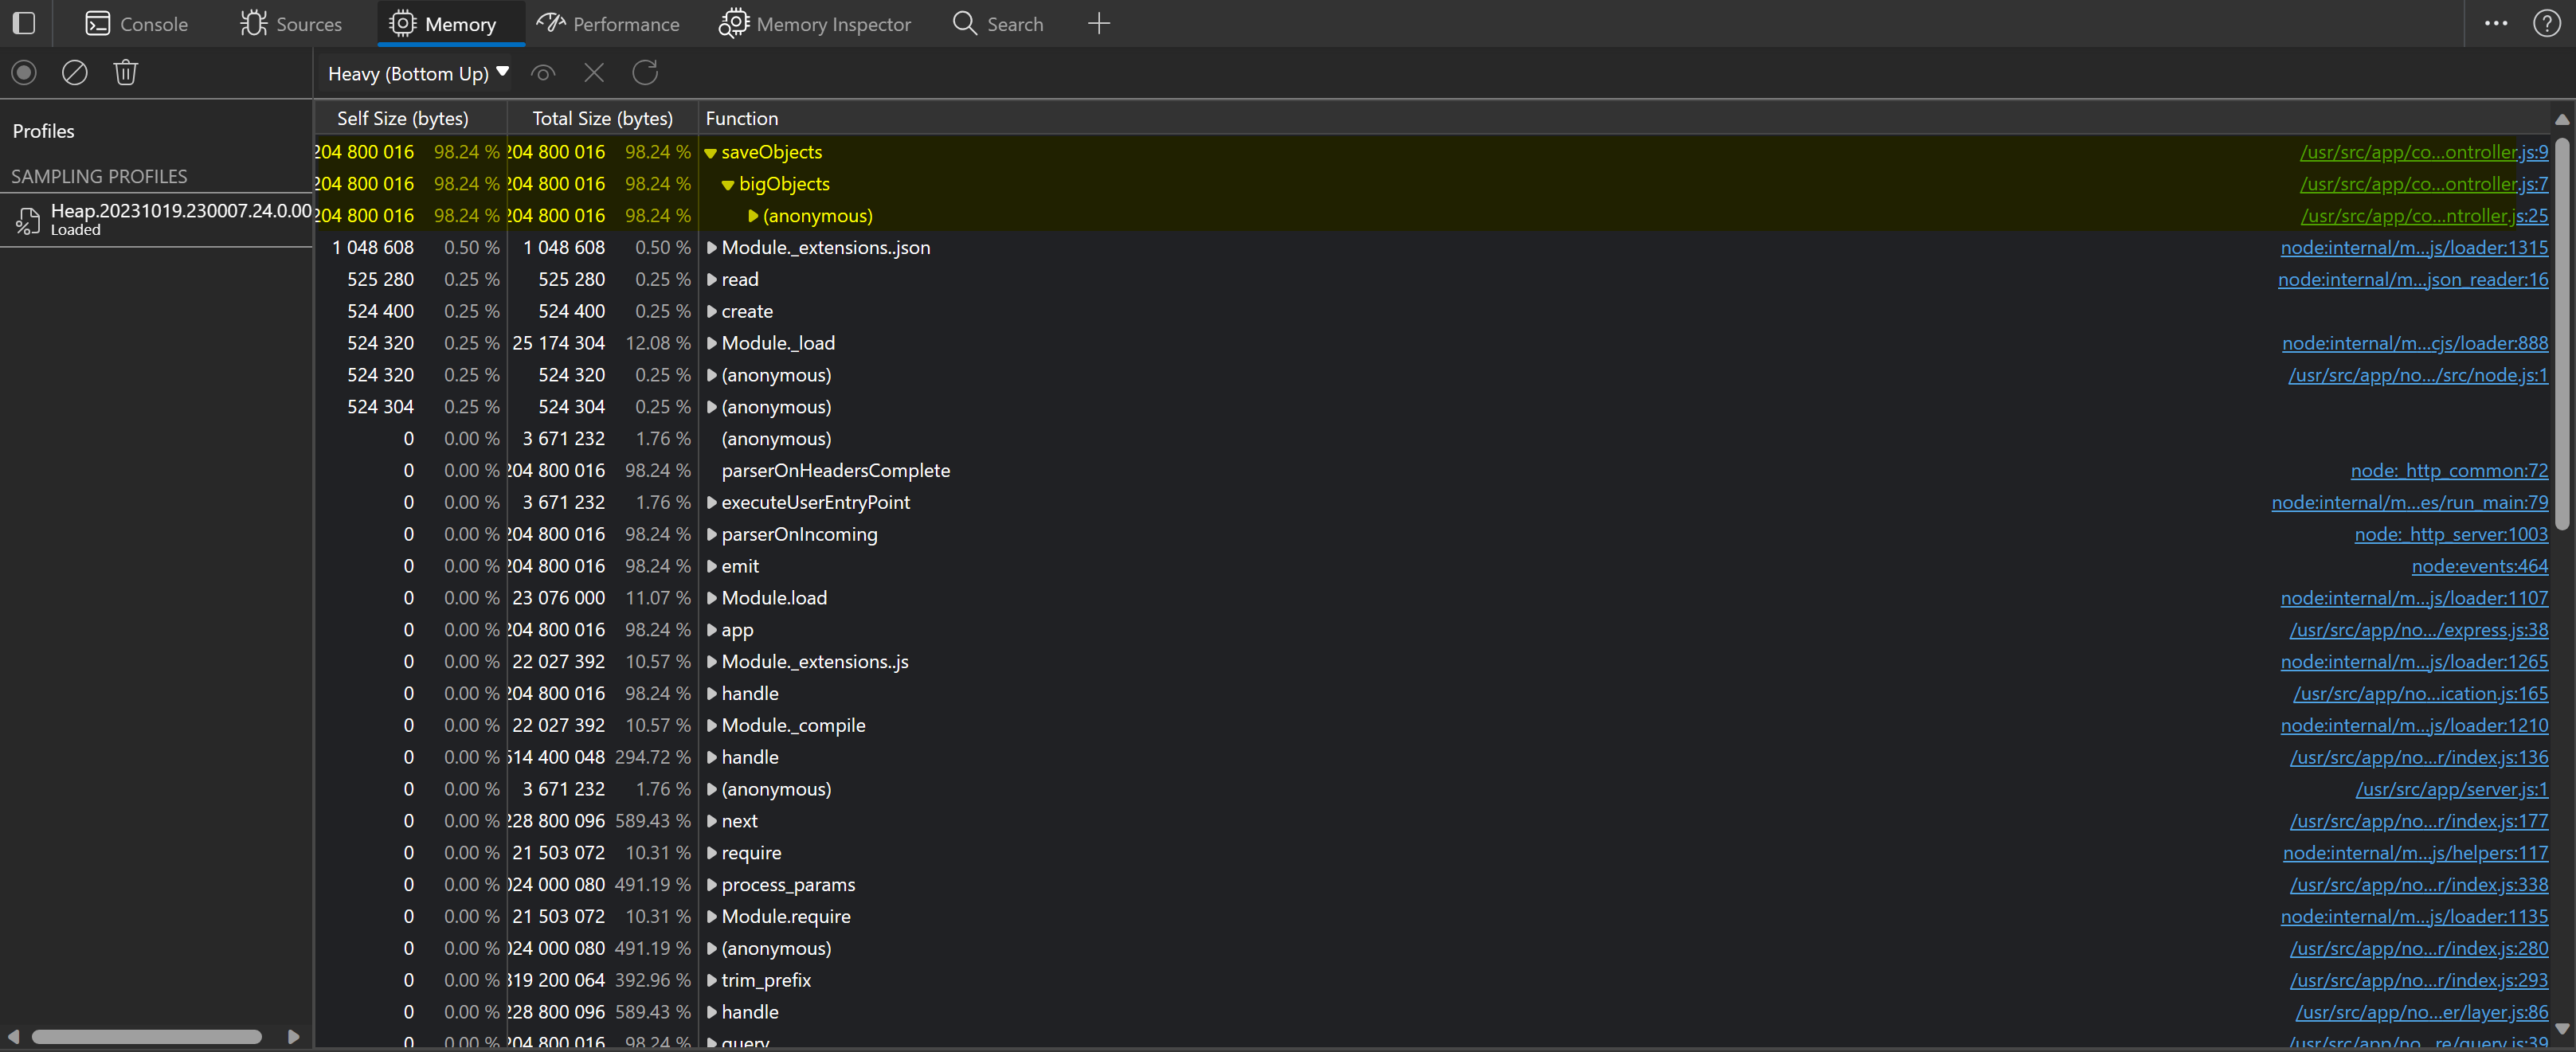 Console Sources Memory Performance Memory Inspector Search
Heavy (Bottom Up)
Profiles
SAMPLING PROFILES
Heap.20231019.230007.24.0.00
Loaded
Self Size (bytes) Total Size (bytes) Function
204 800 016 98.24 % 204 800 016 98.24 % saveObjects /usr/src/app/co…ontroller.js:9
204 800 016 98.24 % 204 800 016 98.24 % bigObjects /usr/src/app/co…ontroller.js:7
204 800 016 98.24 % 204 800 016 98.24 % (anonymous) /usr/src/app/co…ntroller.js:25
1 048 608 0.50 % 1 048 608 0.50 % Module._extensions..json node:internal/m…js/loader:1315
525 280 0.25 % 525 280 0.25 % read node:internal/m…json_reader:16
524 400 0.25 % 524 400 0.25 % create
524 320 0.25 % 25 174 304 12.08 % Module._load node:internal/m…cjs/loader:888
524 320 0.25 % 524 320 0.25 % (anonymous) /usr/src/app/no…/src/node.js:1
524 304 0.25 % 524 304 0.25 % (anonymous)
0 0.00 % 3 671 232 1.76 % (anonymous)
0 0.00 % 204 800 016 98.24 % parserOnHeadersComplete node:_http_common:72
0 0.00 % 3 671 232 1.76 % executeUserEntryPoint node:internal/m…es/run_main:79
0 0.00 % 204 800 016 98.24 % parserOnIncoming node:_http_server:1003
0 0.00 % 204 800 016 98.24 % emit node:events:464
0 0.00 % 23 076 000 11.07 % Module.load node:internal/m…js/loader:1107
0 0.00 % 204 800 016 98.24 % app /usr/src/app/no…/express.js:38
0 0.00 % 22 027 392 10.57 % Module._extensions..js node:internal/m…js/loader:1265
0 0.00 % 204 800 016 98.24 % handle /usr/src/app/no…ication.js:165
0 0.00 % 22 027 392 10.57 % Module._compile node:internal/m…js/loader:1210
0 0.00 % 614 400 048 294.72 % handle /usr/src/app/no…r/index.js:136
0 0.00 % 3 671 232 1.76 % (anonymous) /usr/src/app/server.js:1
0 0.00 % 228 800 096 589.43 % next /usr/src/app/no…r/index.js:177
0 0.00 % 21 503 072 10.31 % require node:internal/m…js/helpers:117
0 0.00 % 024 000 080 491.19 % process_params /usr/src/app/no…r/index.js:338
0 0.00 % 21 503 072 10.31 % Module.require node:internal/m…js/loader:1135
0 0.00 % 024 000 080 491.19 % (anonymous) /usr/src/app/no…r/index.js:280
0 0.00 % 819 200 064 392.96 % trim_prefix /usr/src/app/no…r/index.js:293
0 0.00 % 228 800 096 589.43 % handle /usr/src/app/no…er/layer.js:86
0 0.00 % 204 800 016 98.24 % query /usr/src/app/no…re/query.js:39